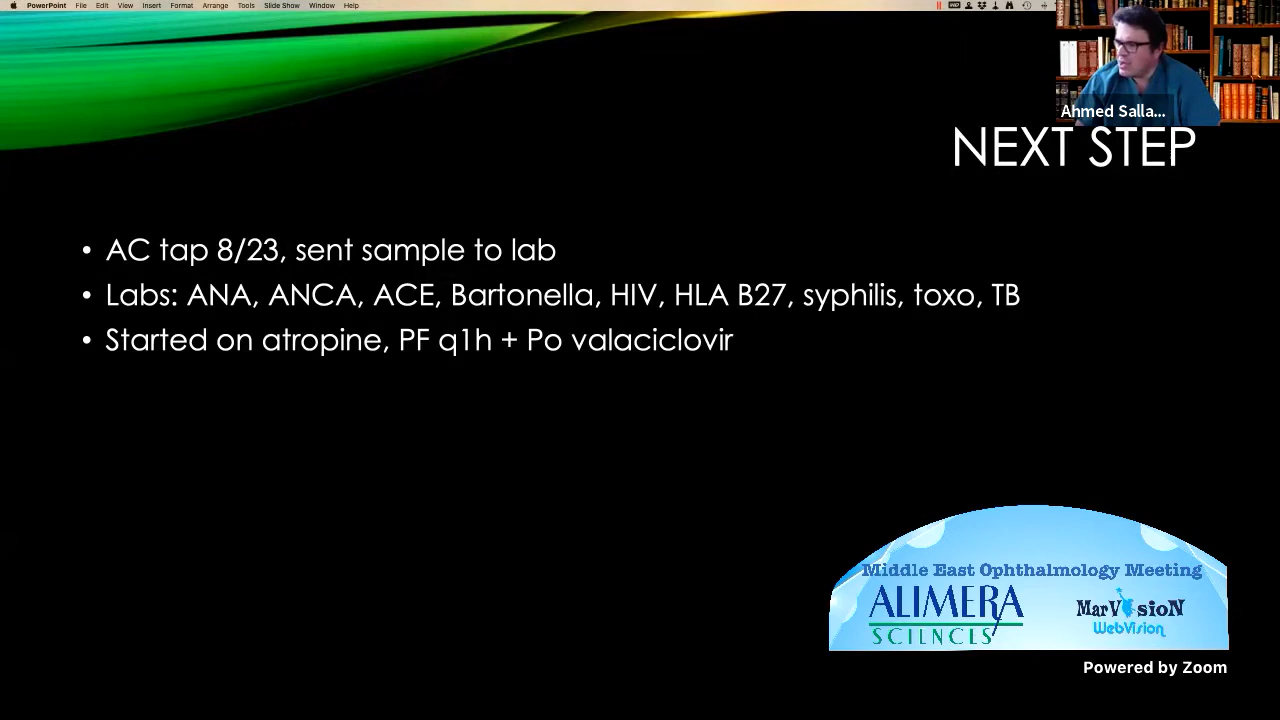 PowerPoint File Edit View Insert Format Arrange Tools Slide Show Window Help
Ahmed Salla...
NEXT STEP
• AC tap 8/23, sent sample to lab
• Labs: ANA, ANCA, ACE, Bartonella, HIV, HLA B27, syphilis, toxo, TB
• Started on atropine, PF q1h + Po valaciclovir
Middle East Ophthalmology Meeting
ALIMERA
SCIENCES
MarVisioN
WebVision
Powered by Zoom